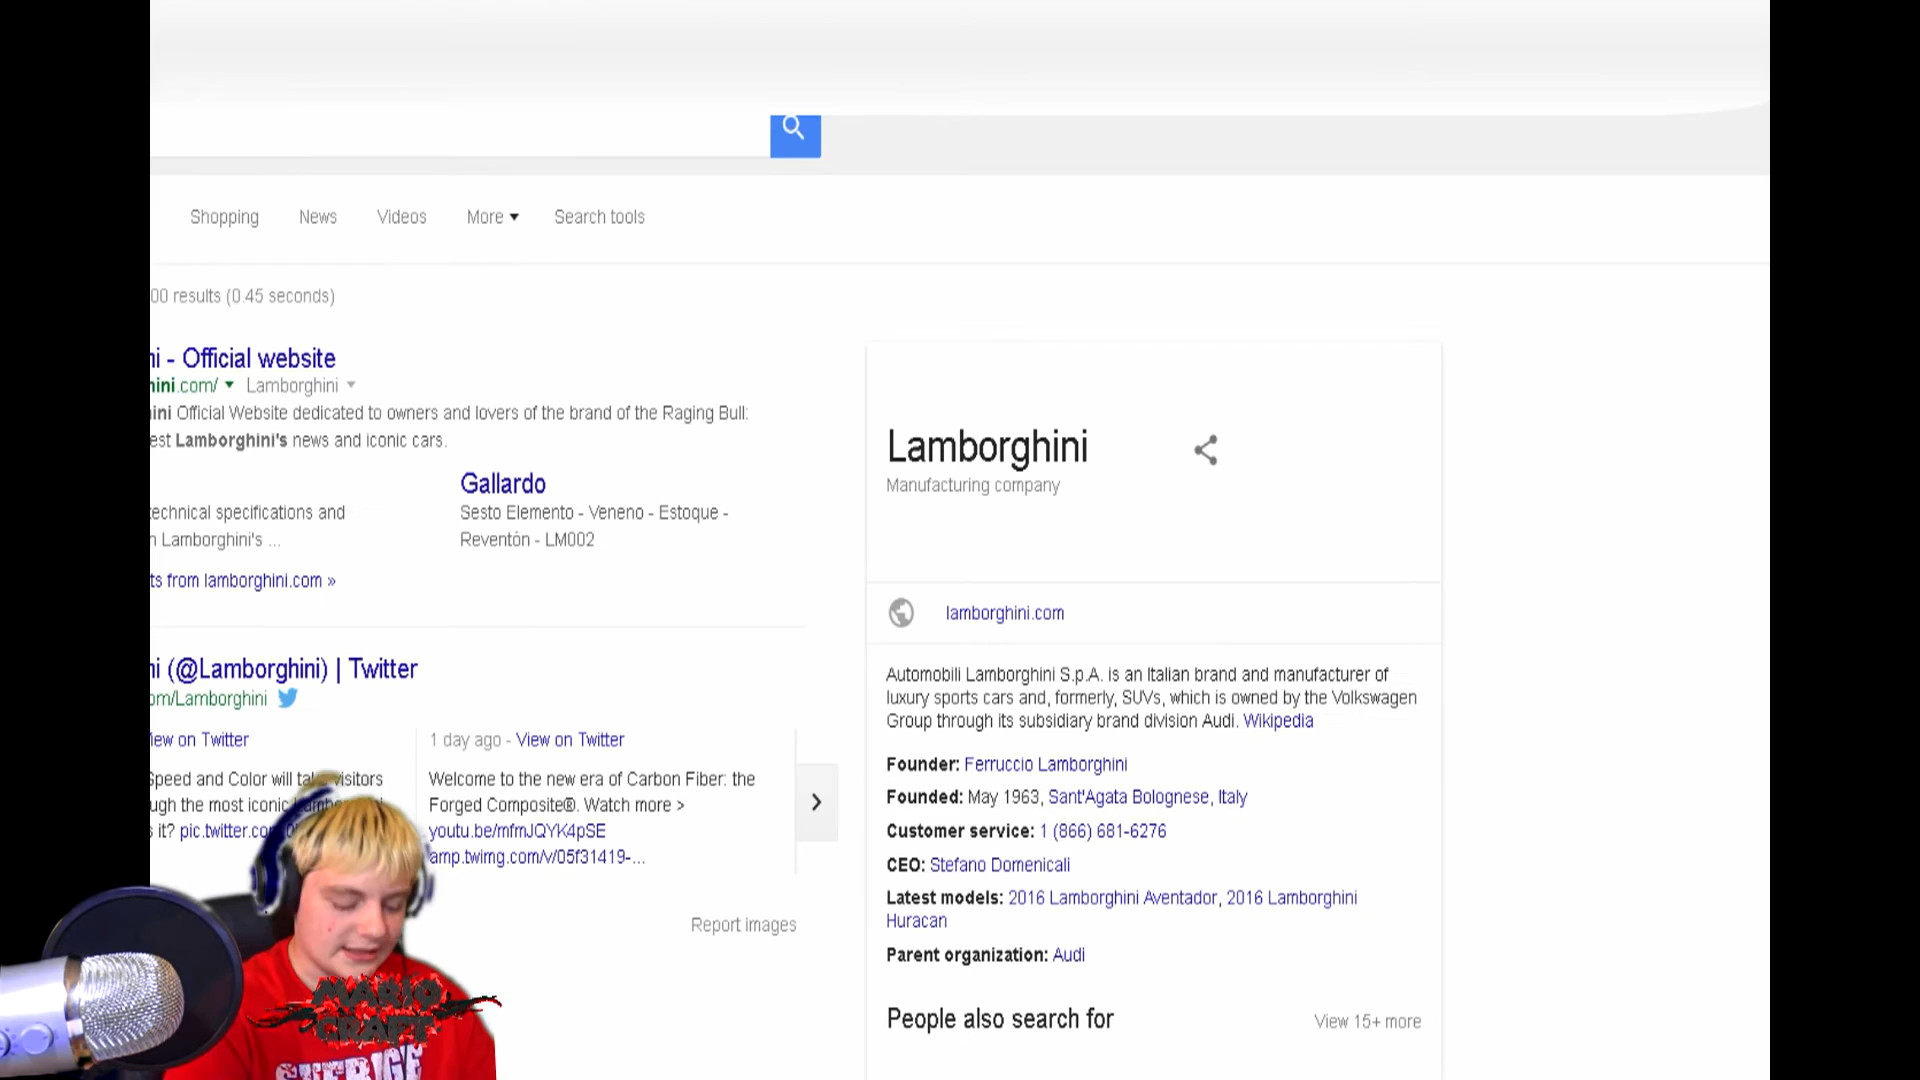 Shopping
News
Videos
More
Search tools
00 results (0.45 seconds)
ni - Official website
hini.com/ Lamborghini
ini Official Website dedicated to owners and lovers of the brand of the Raging Bull:
est Lamborghini's news and iconic cars.
Gallardo
technical specifications and
Sesto Elemento - Veneno - Estoque -
n Lamborghini's ...
Reventón - LM002
ts from lamborghini.com »
ni (@Lamborghini) | Twitter
om/Lamborghini
iew on Twitter
1 day ago - View on Twitter
Speed and Color will take visitors
Welcome to the new era of Carbon Fiber: the
ugh the most iconic
Forged Composite®. Watch more >
s it? pic.twitter.co
youtu.be/mfmJQYK4pSE
amp.twimg.com/v/05f31419-...
Report images
Lamborghini
Manufacturing company
lamborghini.com
Automobili Lamborghini S.p.A. is an Italian brand and manufacturer of
luxury sports cars and, formerly, SUVs, which is owned by the Volkswagen
Group through its subsidiary brand division Audi. Wikipedia
Founder: Ferruccio Lamborghini
Founded: May 1963, Sant'Agata Bolognese, Italy
Customer service: 1 (866) 681-6276
CEO: Stefano Domenicali
Latest models: 2016 Lamborghini Aventador, 2016 Lamborghini
Huracan
Parent organization: Audi
People also search for
View 15+ more
MARIO
CRAFT
SVERIGE